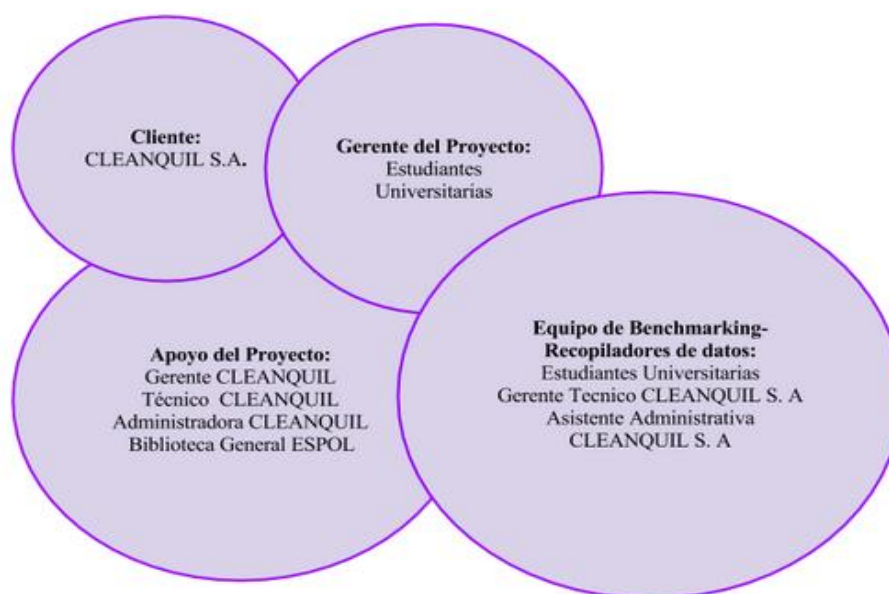 Cliente:
CLEANQUIL S.A.
Gerente del Proyecto:
Estudiantes
Universitarias
Apoyo del Proyecto:
Gerente CLEANQUIL
Técnico CLEANQUIL
Administradora CLEANQUIL
Biblioteca General ESPOL
Equipo de Benchmarking-
Recopiladores de datos:
Estudiantes Universitarias
Gerente Tecnico CLEANQUIL S. A
Asistente Administrativa
CLEANQUIL S. A